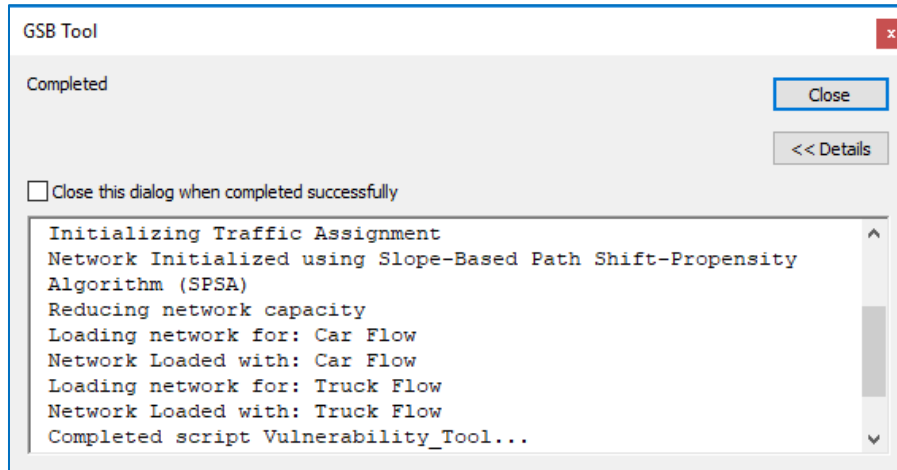 GSB Tool
x
Completed
Close
<< Details
Close this dialog when completed successfully
Initializing Traffic Assignment
Network Initialized using Slope-Based Path Shift-Propensity
Algorithm (SPSA)
Reducing network capacity
Loading network for: Car Flow
Network Loaded with: Car Flow
Loading network for: Truck Flow
Network Loaded with: Truck Flow
Completed script Vulnerability_Tool...